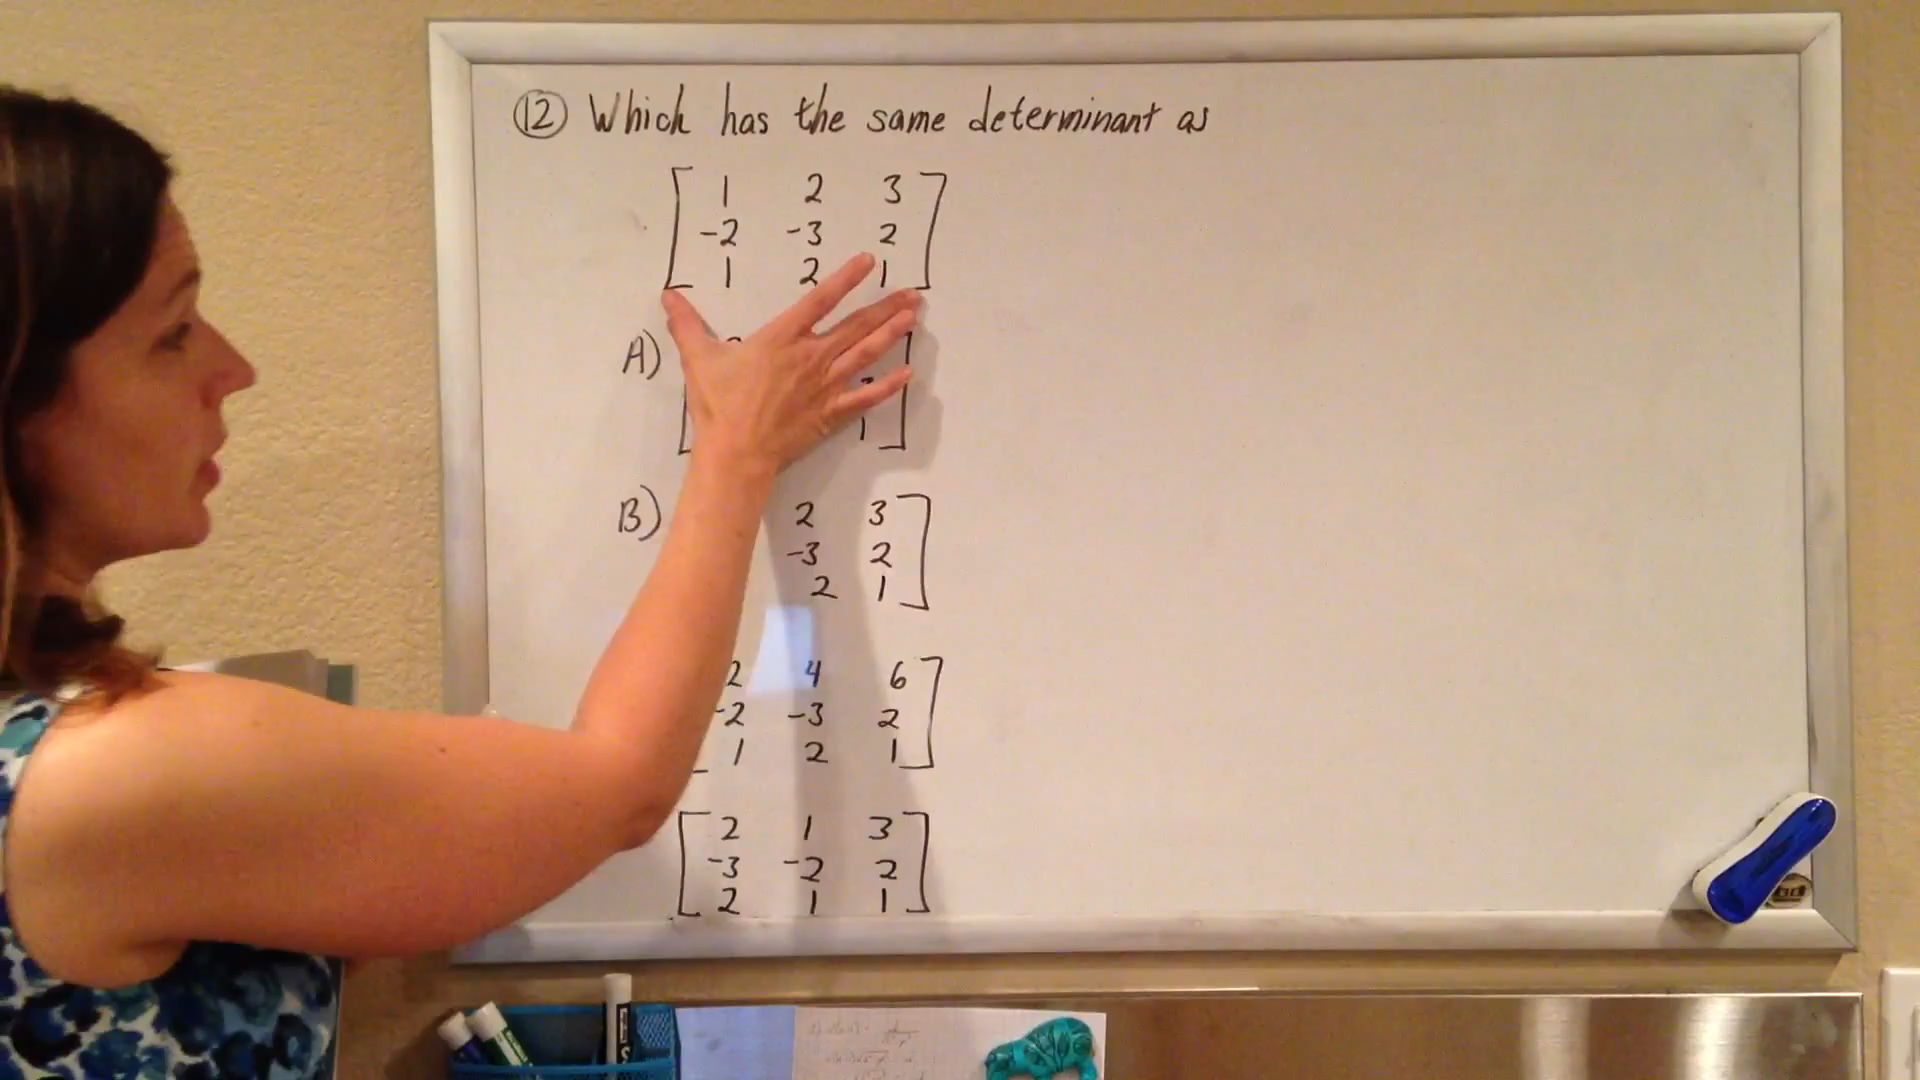 12 Which has the same determinant as
1 2 3
-2 -3 2
1 2 1
A)
1
B) 2 3
-3 2
2 1
2 4 6
-2 -3 2
1 2 1
2 1 3
-3 -2 2
2 1 1